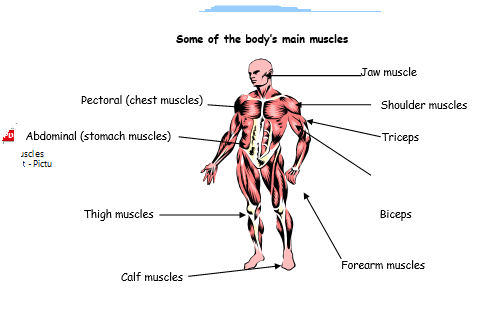 Some of the body's main muscles
Jaw muscle
Pectoral (chest muscles)
Shoulder muscles
Abdominal (stomach muscles)
Triceps
t - Pictu
Thigh muscles
Biceps
Forearm muscles
Calf muscles